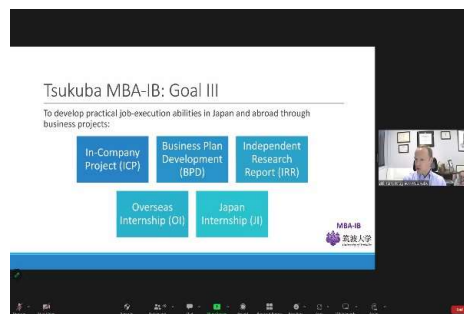 Tsukuba MBA-IB: Goal III
To develop practical job-execution abilities in Japan and abroad through
business projects:
In-Company
Project (ICP)
Business Plan
Development
(BPD)
Independent
Research
Report (IRR)
Overseas
Internship (OI)
Japan
Internship (JI)
MBA-IB
筑波大学